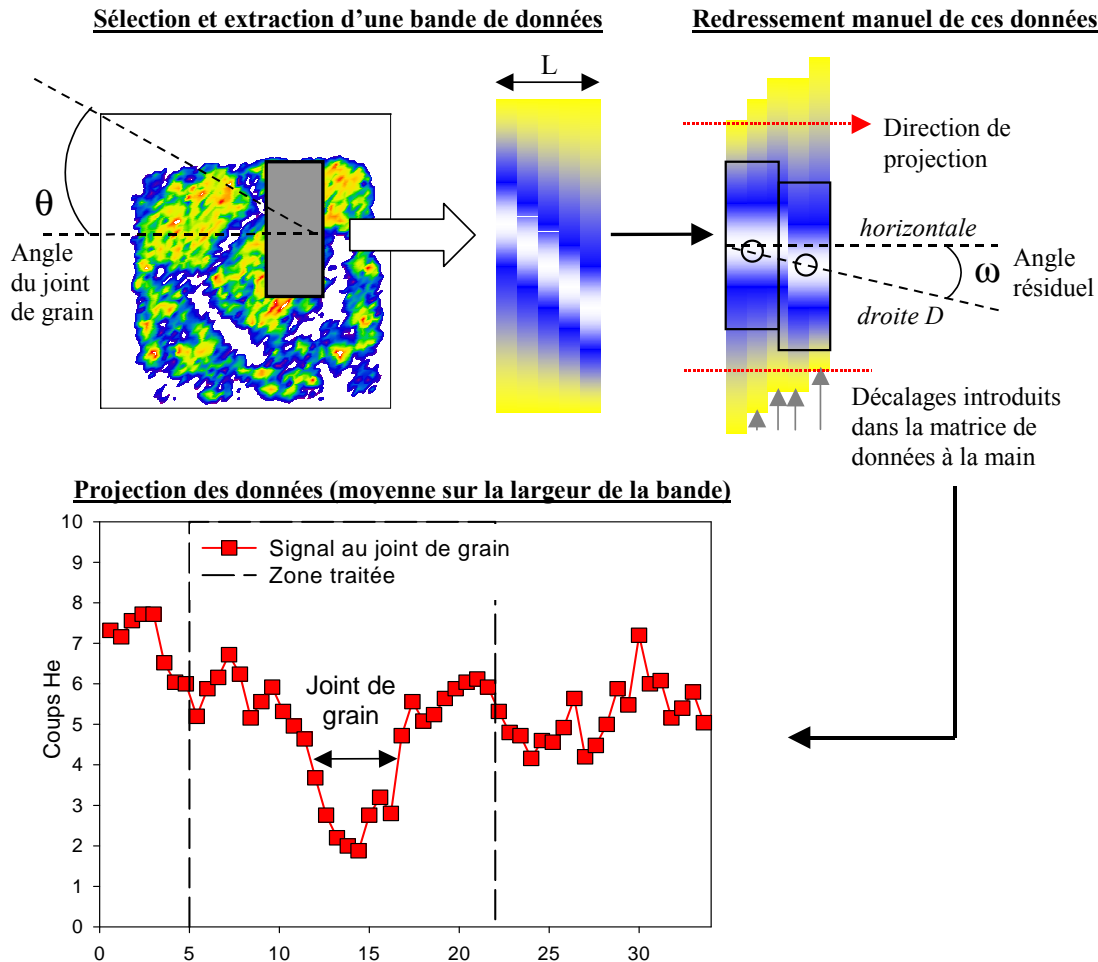 Sélection et extraction d’une bande de données
Redressement manuel de ces données
L
θ
Angle
du joint
de grain
Direction de
projection
horizontale
ω
Angle
résiduel
droite D
Décalages introduits
dans la matrice de
données à la main
Projection des données (moyenne sur la largeur de la bande)
Signal au joint de grain
Zone traitée
Joint de
grain
Coups He
10
9
8
7
6
5
4
3
2
1
0
0 5 10 15 20 25 30